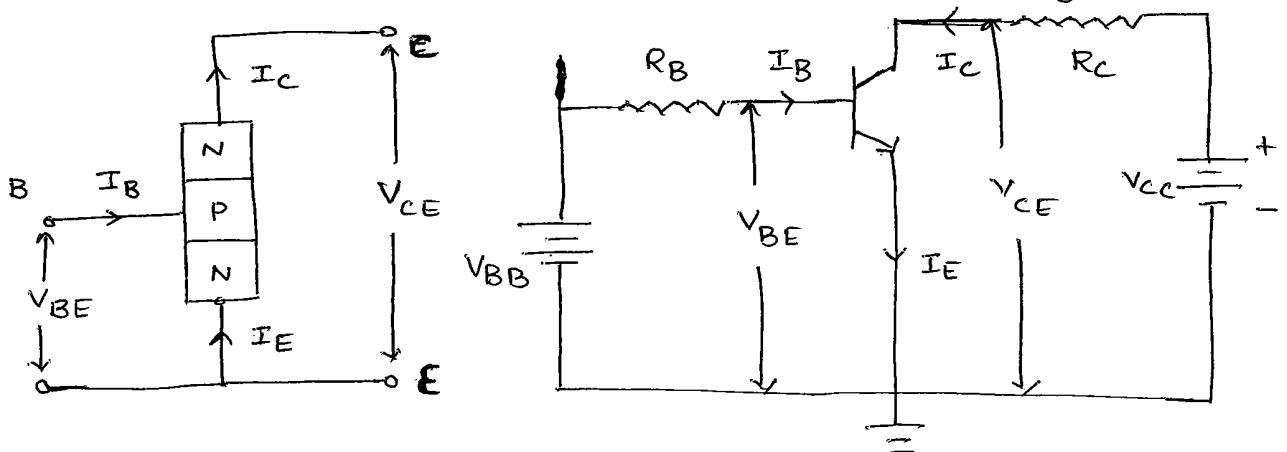 E
I_C
N
B
I_B
P
V_CE
N
V_BE
I_E
E
R_B
I_B
I_C
R_C
V_BE
V_CE
V_CC
+
-
V_BB
I_E